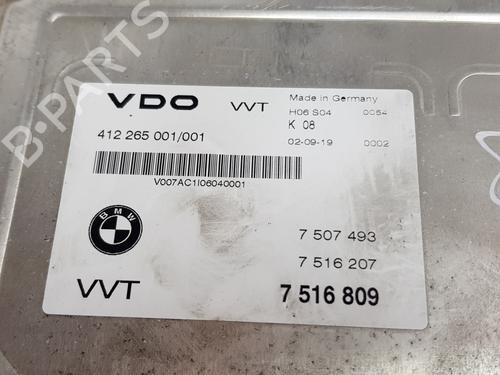 B-PARTS
VDO VVT Made in Germany
H06 S04 0054
412 265 001/001 K 08
02-09-19 0002
V007AC1I06040001
BMW
7 507 493
7 516 207
VVT 7 516 809